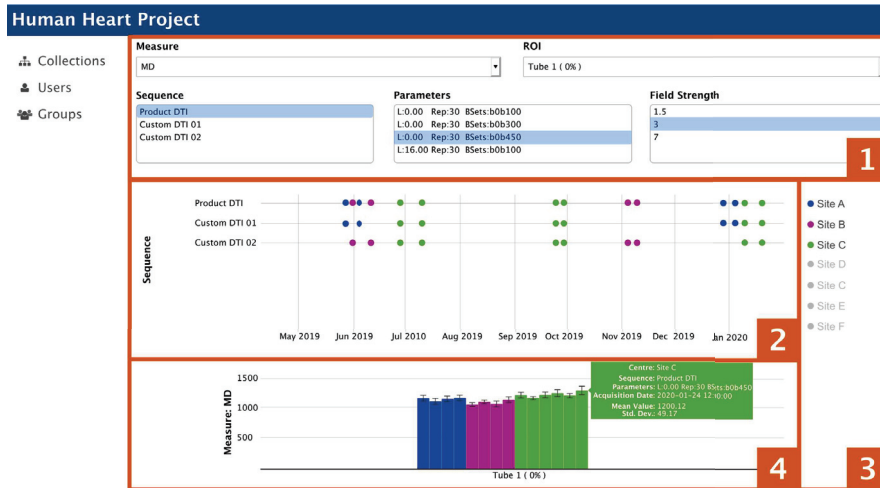 Human Heart Project
Collections
Users
Groups
Measure
MD
ROI
Tube 1 ( 0%)
Sequence
Product DTI
Custom DTI 01
Custom DTI 02
Parameters
L:0.00 Rep:30 BSets:b0b100
L:0.00 Rep:30 BSets:b0b300
L:0.00 Rep:30 BSets:b0b450
L:16.00 Rep:30 BSets:b0b100
Field Strength
1.5
3
7
1
Sequence
Product DTI
Custom DTI 01
Custom DTI 02
May 2019 Jun 2019 Jul 2010 Aug 2019 Sep 2019 Oct 2019 Nov 2019 Dec 2019 Jan 2020
2
Site A
Site B
Site C
Site D
Site C
Site E
Site F
3
Measure: MD
1500
1000
500
Tube 1 ( 0%)
Centre: Site C
Sequence: Product DTI
Parameters: L:0.00 Rep:30 BSets:b0b450
Acquisition Date: 2020-01-24 12:00:00
Mean Value: 1200.12
Std. Dev.: 49.17
4